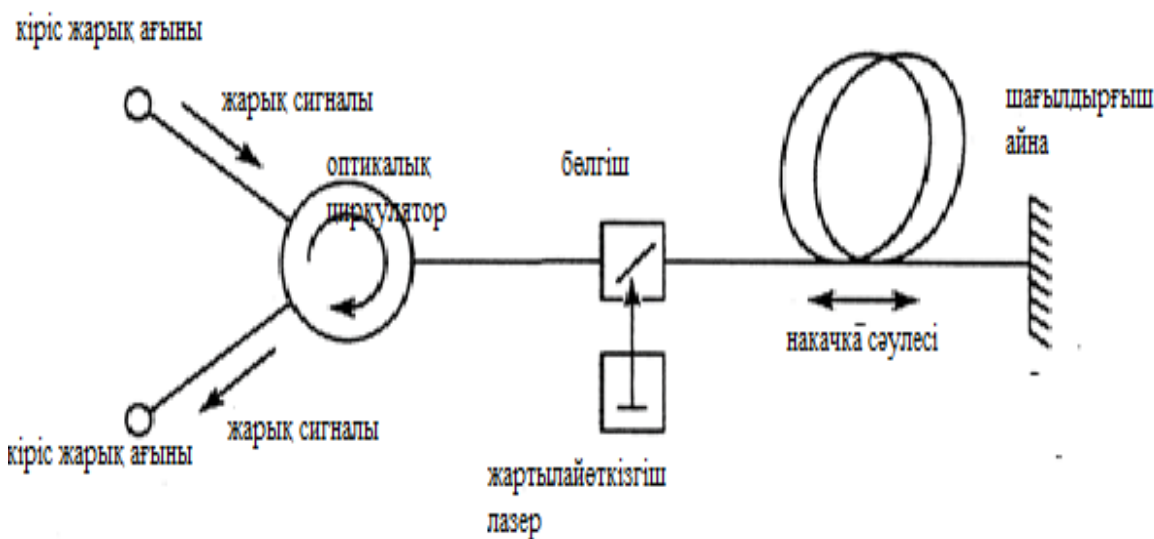 кіріс жарық ағыны
жарық сигналы
оптикалық
циркулятор
бөлгіш
шағылдырғыш
айна
накачка сәулесі
жарық сигналы
кіріс жарық ағыны
жартылайөткізгіш
лазер